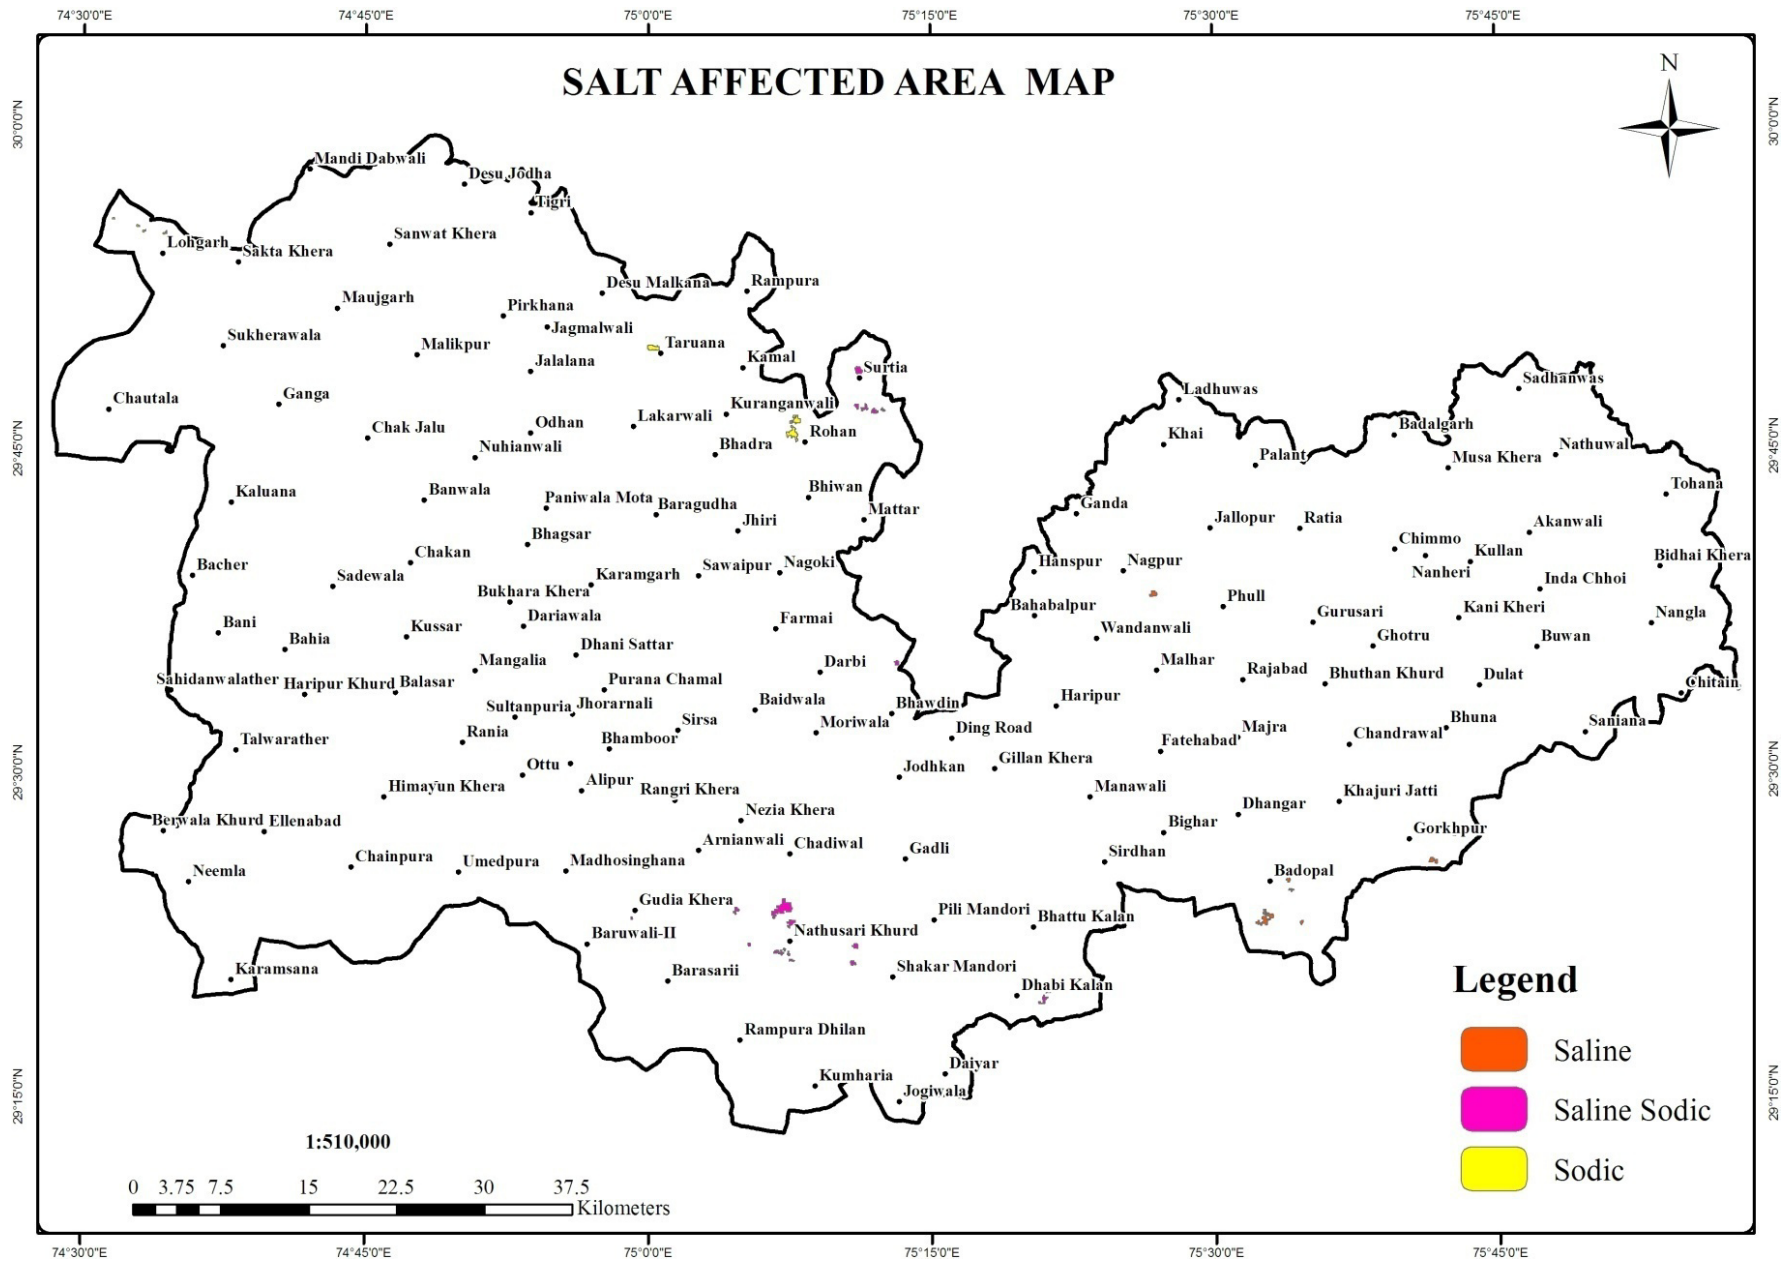 74°30'0"E 74°45'0"E 75°0'0"E 75°15'0"E 75°30'0"E 75°45'0"E
SALT AFFECTED AREA MAP
N
30°0'0"N 30°0'0"N
Mandi Dabwali
Desu Jodha
Tigri
Lohgarh
Sakta Khera
Sanwat Khera
Desu Malkana
Rampura
Maujgarh
Pirkhana
Jagmalwali
Sukherawala
Malikpur
Taruana
Jalalana
Kamal
Surtia
Ladhuwas
Sadhanwas
Chautala
Ganga
Kuranganwali
Lakarwali
Odhan
Chak Jalu
Rohan
Khai
Badalgarh
29°45'0"N 29°45'0"N
Nuhianwali
Bhadra
Palant
Musa Khera
Nathuwal
Kaluana
Banwala
Paniwala Mota
Baragudha
Bhiwan
Mattar
Ganda
Tohana
Jhiri
Jallopur
Ratia
Akanwali
Bhagsar
Chimmo
Kullan
Bidhai Khera
Bacher
Chakan
Sadewala
Karamgarh
Sawaipur
Nagoki
Hanspur
Nagpur
Nanheri
Inda Chhoi
Bukhara Khera
Bahabalpur
Phull
Gurusari
Kani Kheri
Nangla
Bani
Bahia
Kussar
Dariawala
Farmai
Wandanwali
Ghotru
Buwan
Dhani Sattar
Mangalia
Darbi
Malhar
Rajabad
Bhuthan Khurd
Dulat
Chitain
Sahidanwalather
Haripur Khurd
Balasar
Purana Chamal
Baidwala
Bhawdin
Haripur
Sultanpuria
Jhorarnali
Sirsa
Moriwala
Ding Road
Majra
Bhuna
Saniana
Talwarather
Rania
Bhamboor
Fatehabad
Chandrawal
29°30'0"N 29°30'0"N
Ottu
Jodhkan
Gillan Khera
Himayun Khera
Alipur
Rangri Khera
Manawali
Khajuri Jatti
Nezia Khera
Dhangar
Berwala Khurd
Ellenabad
Bighar
Gorkhpur
Arnianwali
Chadiwal
Gadli
Sirdhan
Neemla
Chainpura
Umedpura
Madhosinghana
Badopal
Gudia Khera
Pili Mandori
Bhattu Kalan
Baruwali-II
Nathusari Khurd
Karamsana
Barasarii
Shakar Mandori
Dhabi Kalan
Rampura Dhilan
Kumharia
Daiyar
Jogiwala
29°15'0"N 29°15'0"N
Legend
Saline
Saline Sodic
Sodic
1:510,000
0 3.75 7.5 15 22.5 30 37.5
Kilometers
74°30'0"E 74°45'0"E 75°0'0"E 75°15'0"E 75°30'0"E 75°45'0"E